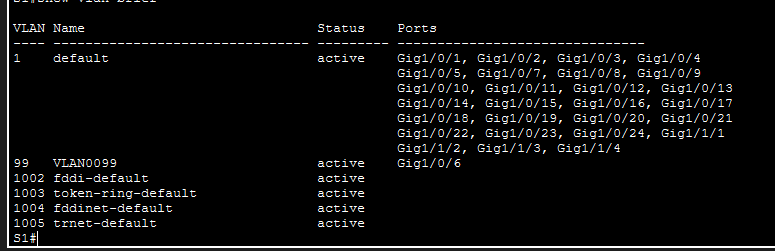 S1#show vlan brief
VLAN Name                             Status    Ports
---- -------------------------------- --------- -------------------------------
1    default                          active    Gig1/0/1, Gig1/0/2, Gig1/0/3, Gig1/0/4
                                                Gig1/0/5, Gig1/0/7, Gig1/0/8, Gig1/0/9
                                                Gig1/0/10, Gig1/0/11, Gig1/0/12, Gig1/0/13
                                                Gig1/0/14, Gig1/0/15, Gig1/0/16, Gig1/0/17
                                                Gig1/0/18, Gig1/0/19, Gig1/0/20, Gig1/0/21
                                                Gig1/0/22, Gig1/0/23, Gig1/0/24, Gig1/1/1
                                                Gig1/1/2, Gig1/1/3, Gig1/1/4
99   VLAN0099                         active    Gig1/0/6
1002 fddi-default                     active
1003 token-ring-default               active
1004 fddinet-default                  active
1005 trnet-default                    active
S1#